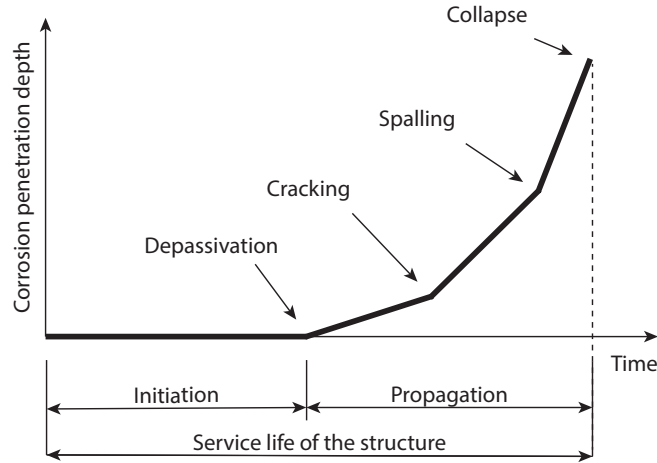 Collapse
Spalling
Cracking
Depassivation
Corrosion penetration depth
Time
Initiation
Propagation
Service life of the structure